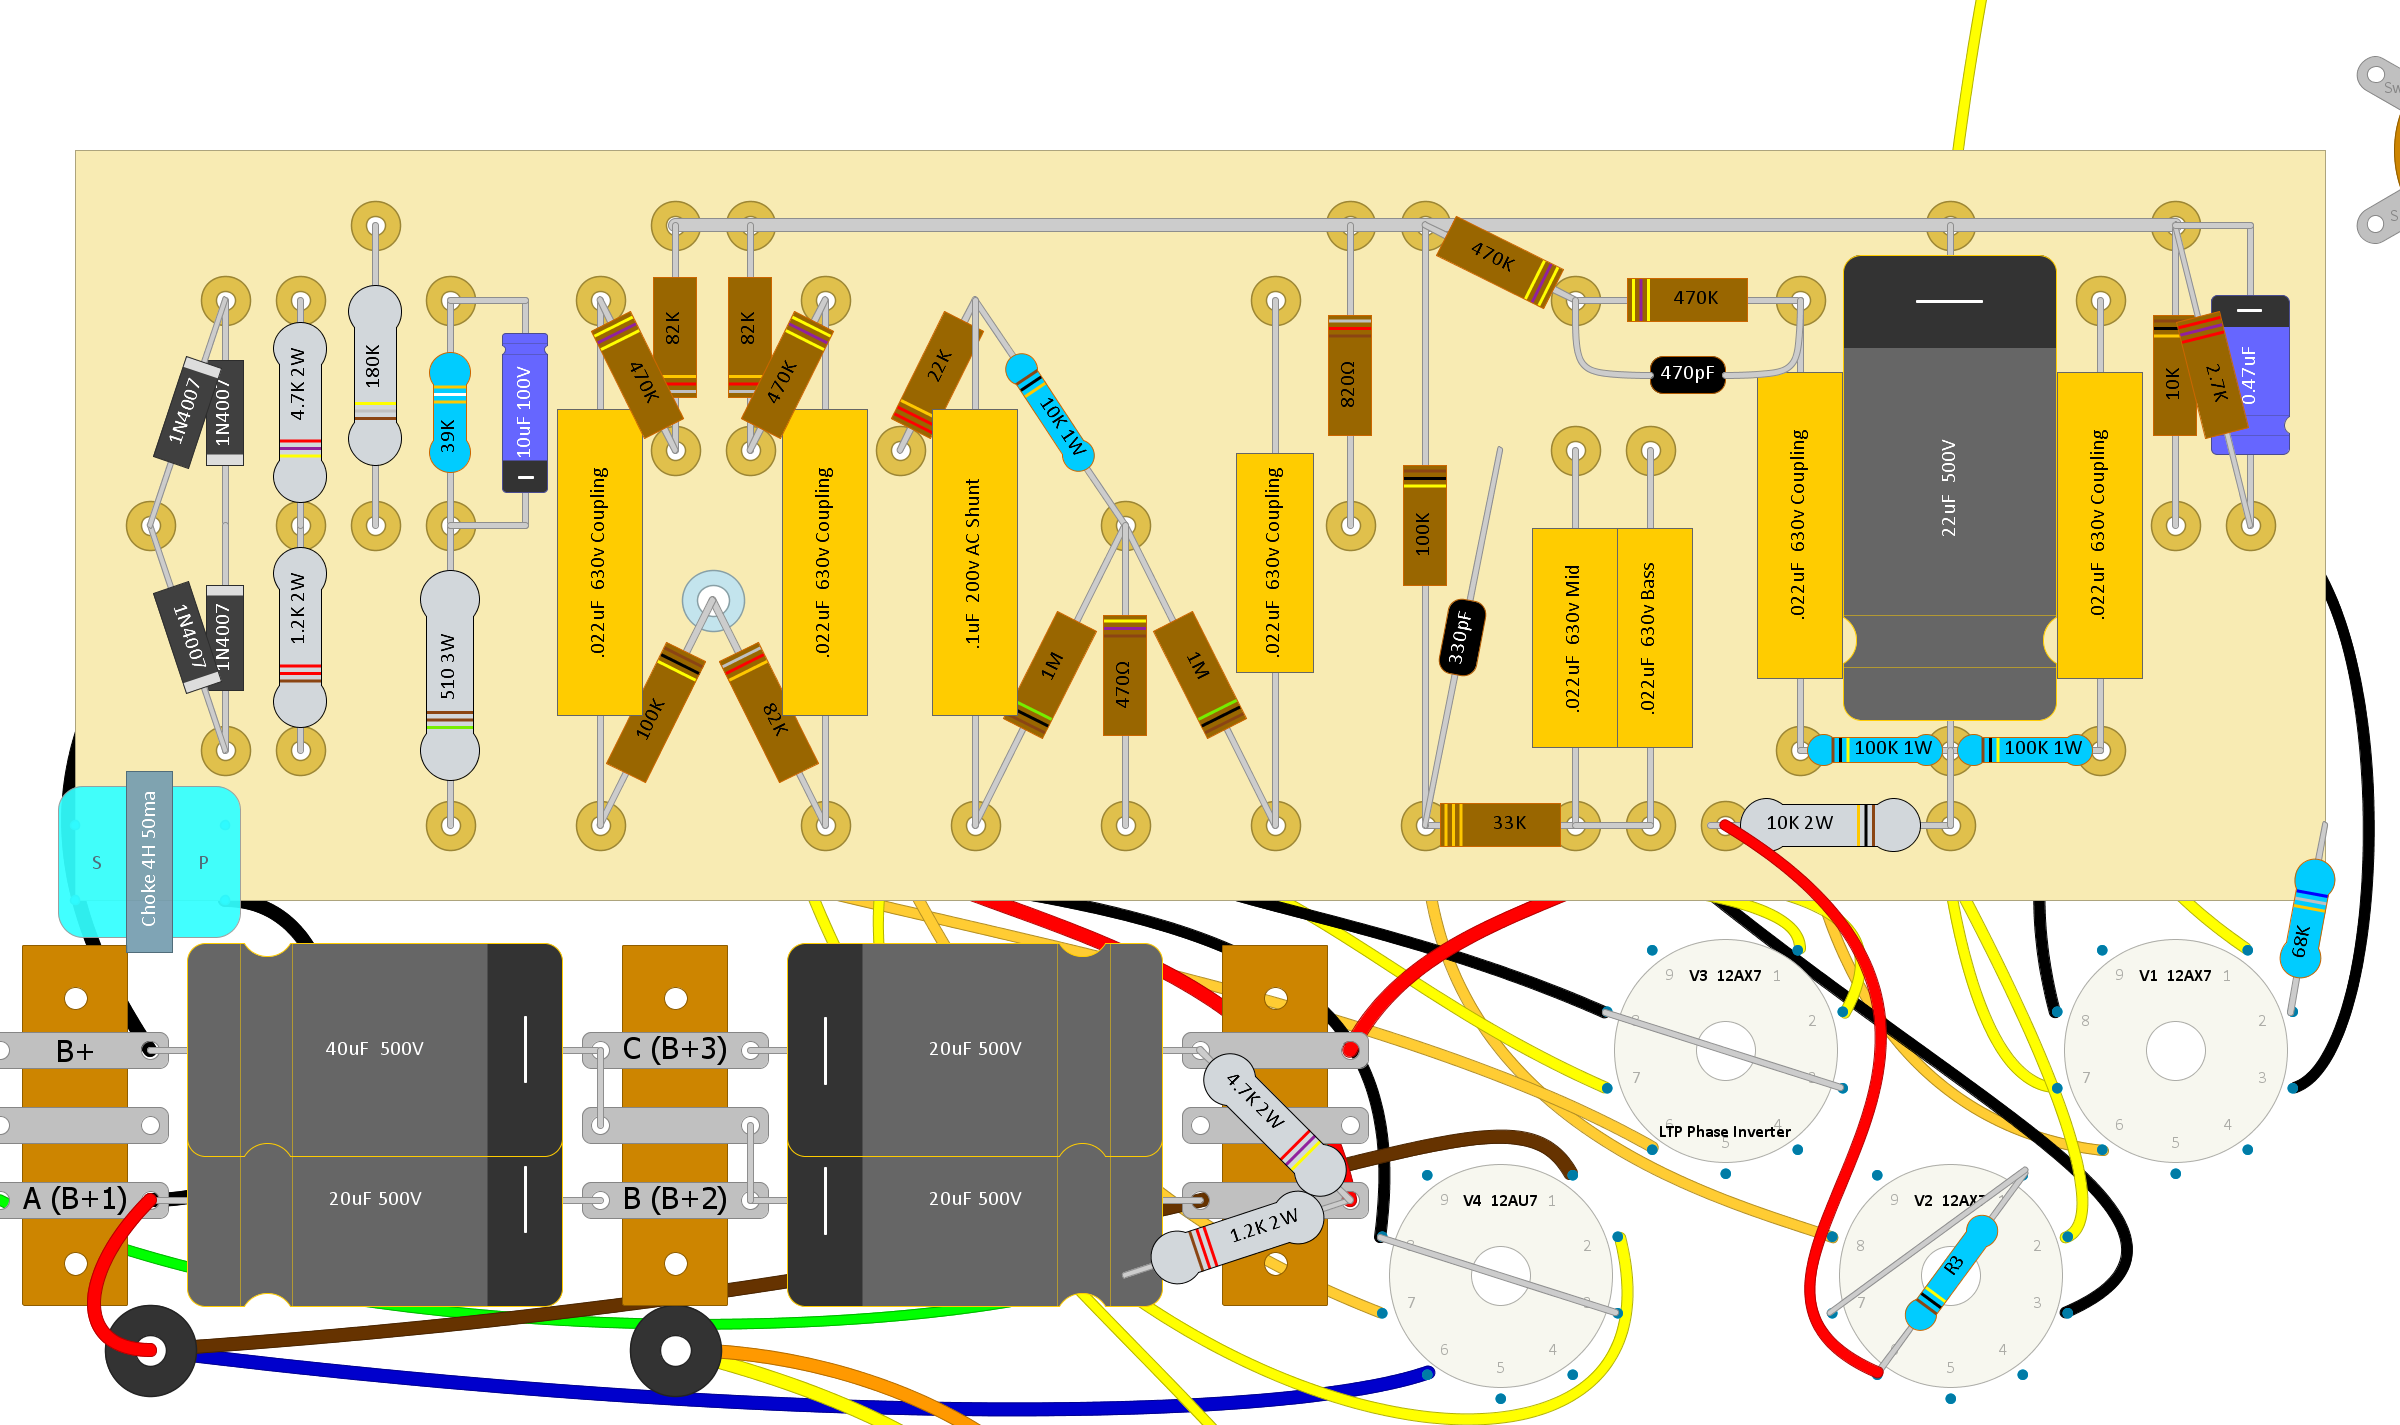 Sw
S
470K
470K
470pF
82K
82K
22K
10K 1W
820Ω
1N4007
1N4007
4.7K 2W
180K
39K
10uF 100V
470K
470K
.022uF  630v Coupling
.022uF  630v Coupling
.1uF  200v AC Shunt
.022uF  630v Coupling
100K
330pF
.022uF  630v Mid
.022uF  630v Bass
.022uF  630v Coupling
22uF  500V
.022uF  630v Coupling
10K
2.7K
0.47uF
1N4007
1N4007
1.2K 2W
510 3W
100K
82K
1M
470Ω
1M
100K 1W
100K 1W
33K
10K 2W
S
Choke 4H 50ma
P
68K
B+
40uF  500V
C (B+3)
20uF 500V
4.7K 2W
A (B+1)
20uF 500V
B (B+2)
20uF 500V
1.2K 2W
9
V3  12AX7
1
2
7
6
4
5
LTP Phase Inverter
9
V1  12AX7
1
8
2
7
3
6
4
5
9
V4  12AU7
1
2
7
6
4
5
9
V2  12AX7
8
2
R3
7
3
4
5